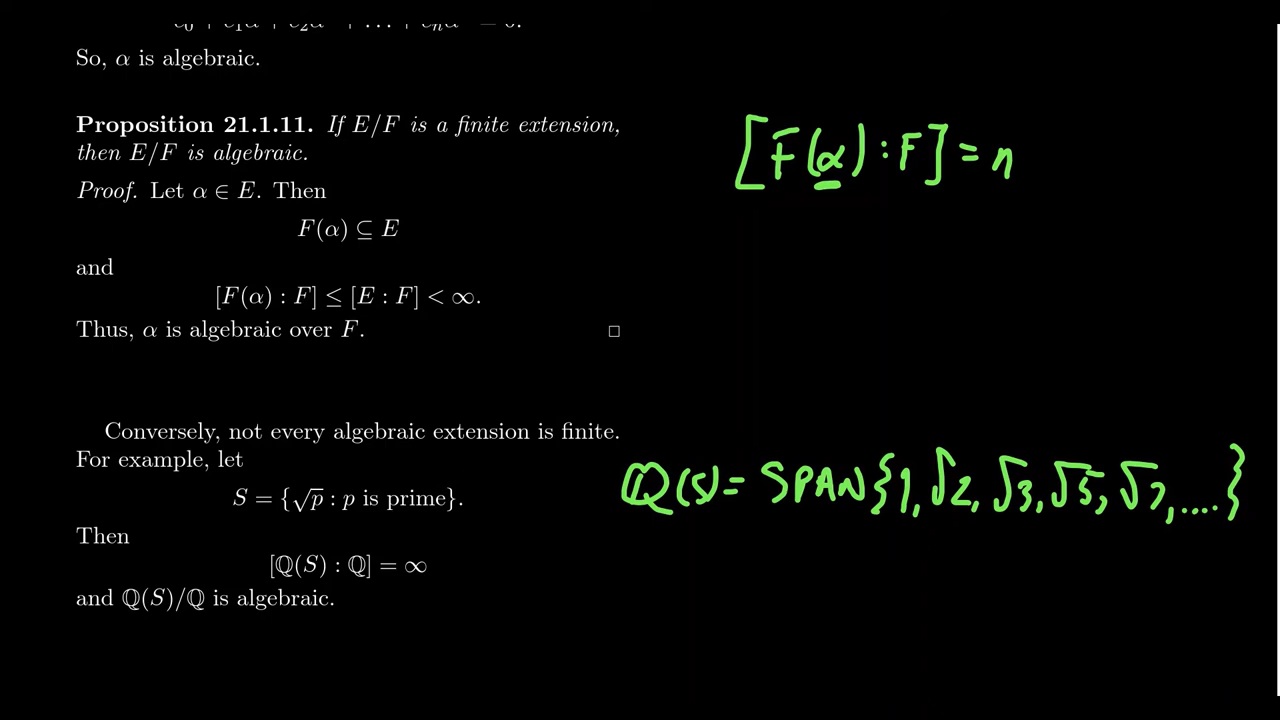 So, α is algebraic.
Proposition 21.1.11. If E/F is a finite extension,
then E/F is algebraic.
Proof. Let α ∈ E. Then
F(α) ⊆ E
and
[F(α) : F] ≤ [E : F] < ∞.
Thus, α is algebraic over F. □
[F(α) : F] = n
Conversely, not every algebraic extension is finite.
For example, let
S = {√p : p is prime}.
Then
[ℚ(S) : ℚ] = ∞
and ℚ(S)/ℚ is algebraic.
ℚ(S) = SPAN{1, √2, √3, √5, √7, ....}